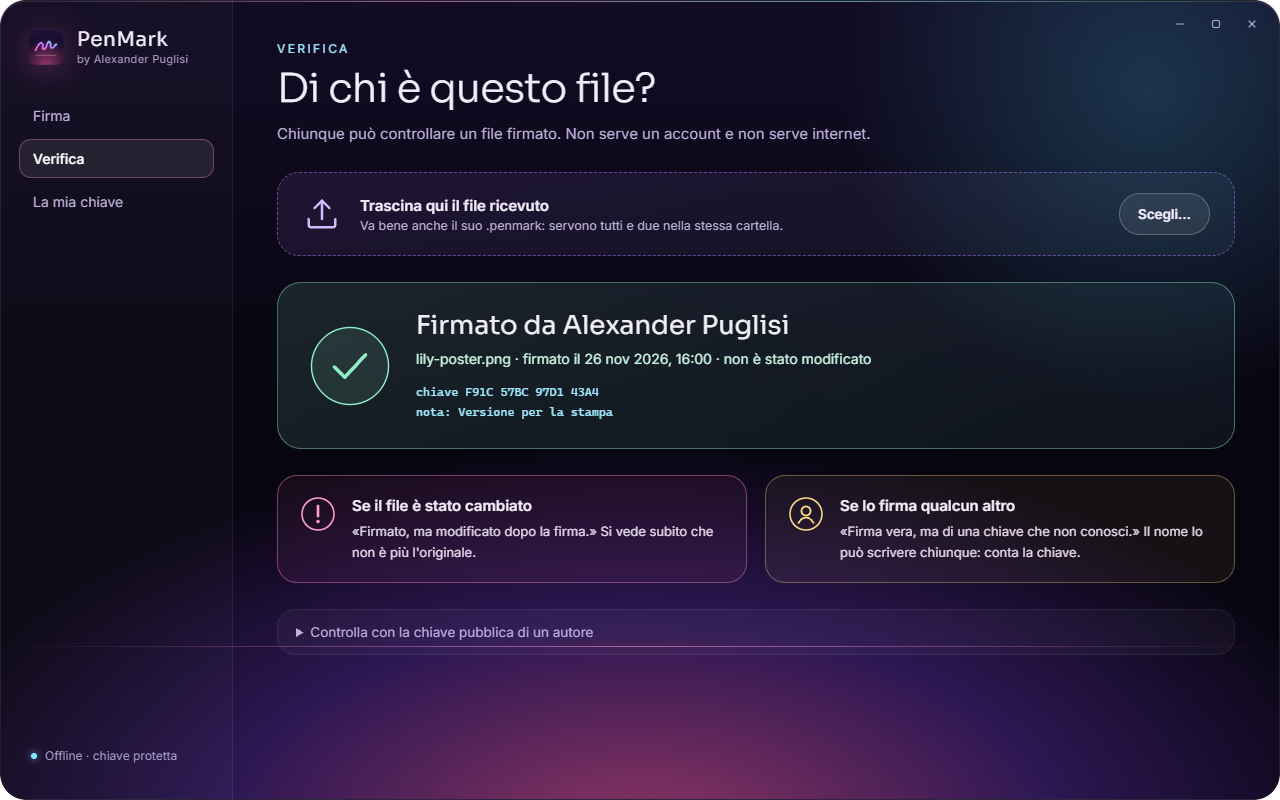 PenMark
by Alexander Puglisi
Firma
Verifica
La mia chiave
Offline · chiave protetta
VERIFICA
Di chi è questo file?
Chiunque può controllare un file firmato. Non serve un account e non serve internet.
Trascina qui il file ricevuto
Va bene anche il suo .penmark: servono tutti e due nella stessa cartella.
Scegli...
Firmato da Alexander Puglisi
lily-poster.png · firmato il 26 nov 2026, 16:00 · non è stato modificato
chiave F91C 57BC 97D1 43A4
nota: Versione per la stampa
Se il file è stato cambiato
«Firmato, ma modificato dopo la firma.» Si vede subito che
non è più l'originale.
Se lo firma qualcun altro
«Firma vera, ma di una chiave che non conosci.» Il nome lo
può scrivere chiunque: conta la chiave.
Controlla con la chiave pubblica di un autore